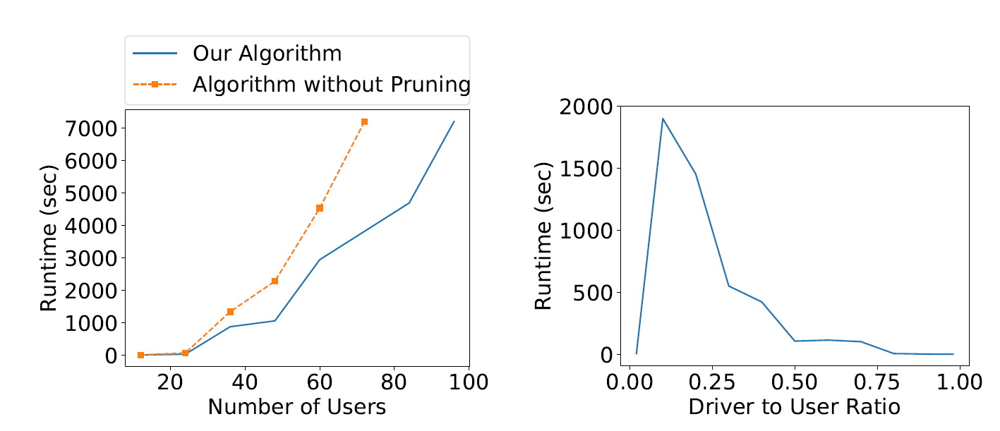 Our Algorithm
Algorithm without Pruning
7000
6000
5000
4000
3000
2000
1000
0
Runtime (sec)
20 40 60 80 100
Number of Users
2000
1500
1000
500
0
Runtime (sec)
0.00 0.25 0.50 0.75 1.00
Driver to User Ratio